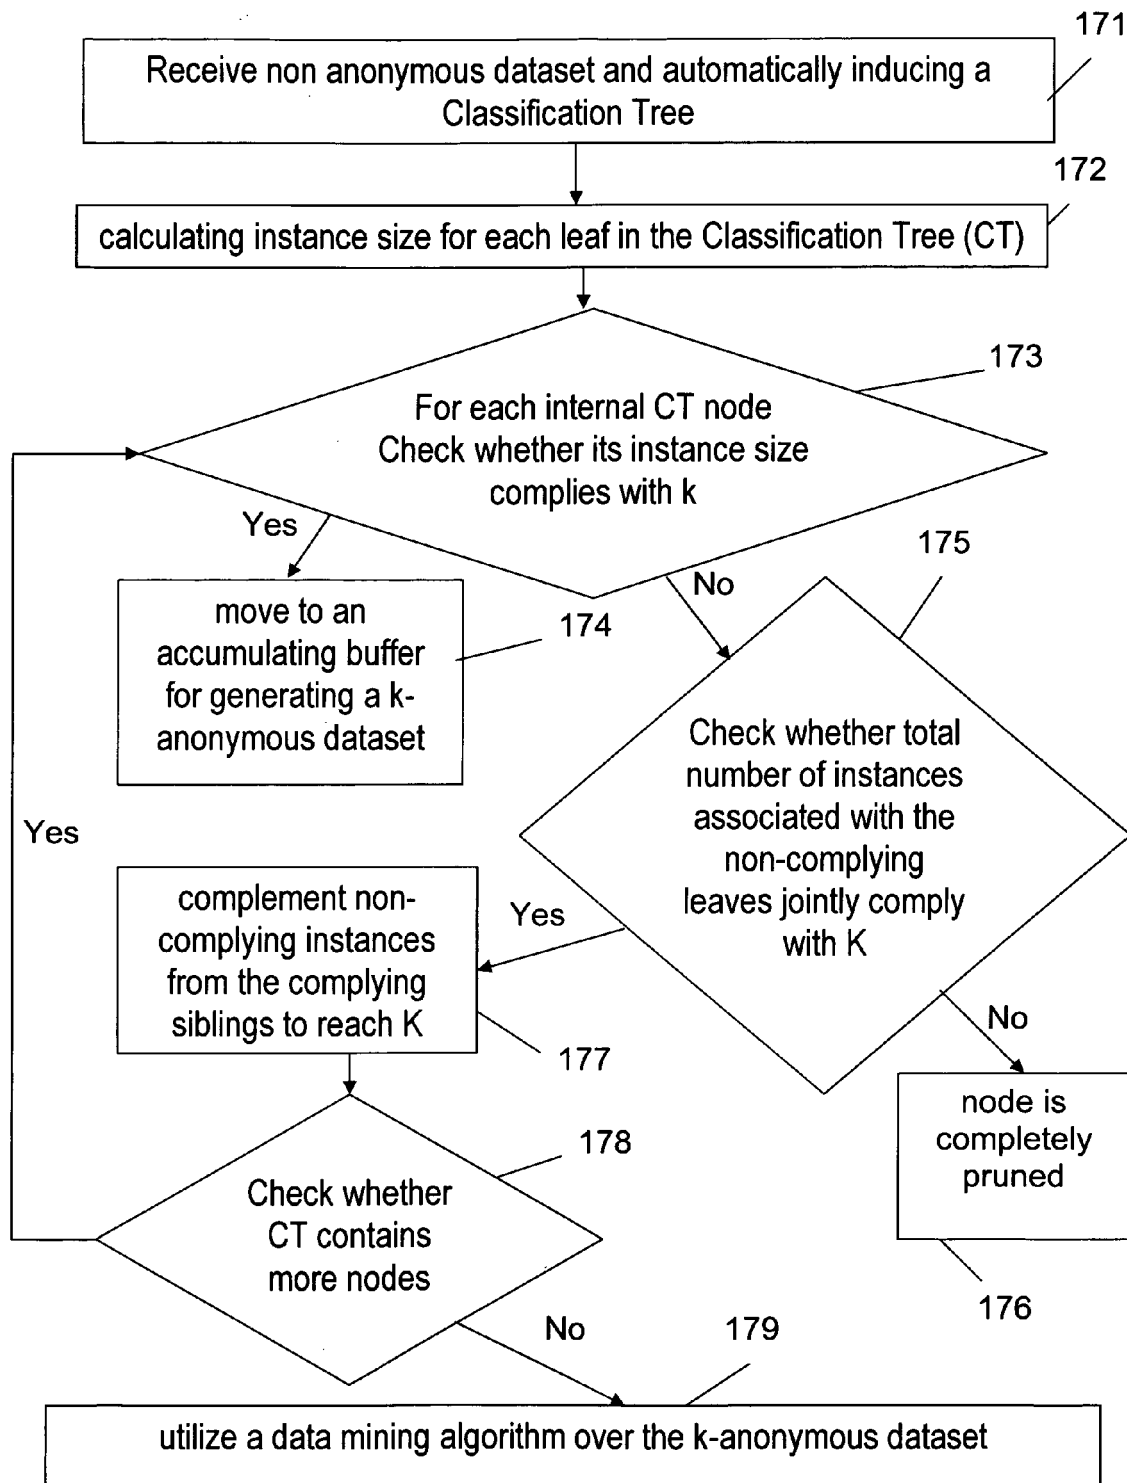 171
Receive non anonymous dataset and automatically inducing a
Classification Tree
172
calculating instance size for each leaf in the Classification Tree (CT)
173
For each internal CT node
Check whether its instance size
complies with k
Yes
No
175
move to an
accumulating buffer
for generating a k-
anonymous dataset
174
Check whether total
number of instances
associated with the
non-complying
leaves jointly comply
with K
Yes
complement non-
complying instances
from the complying
siblings to reach K
Yes
177
No
node is
completely
pruned
176
178
Check whether
CT contains
more nodes
No
179
utilize a data mining algorithm over the k-anonymous dataset